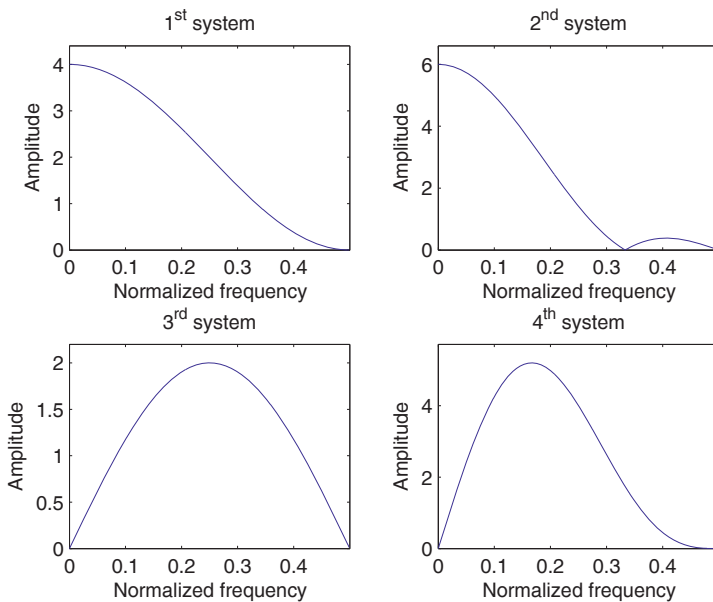 1st system
Amplitude
4
3
2
1
0
0 0.1 0.2 0.3 0.4
Normalized frequency
2nd system
Amplitude
6
4
2
0
0 0.1 0.2 0.3 0.4
Normalized frequency
3rd system
Amplitude
2
1.5
1
0.5
0
0 0.1 0.2 0.3 0.4
Normalized frequency
4th system
Amplitude
4
2
0
0 0.1 0.2 0.3 0.4
Normalized frequency